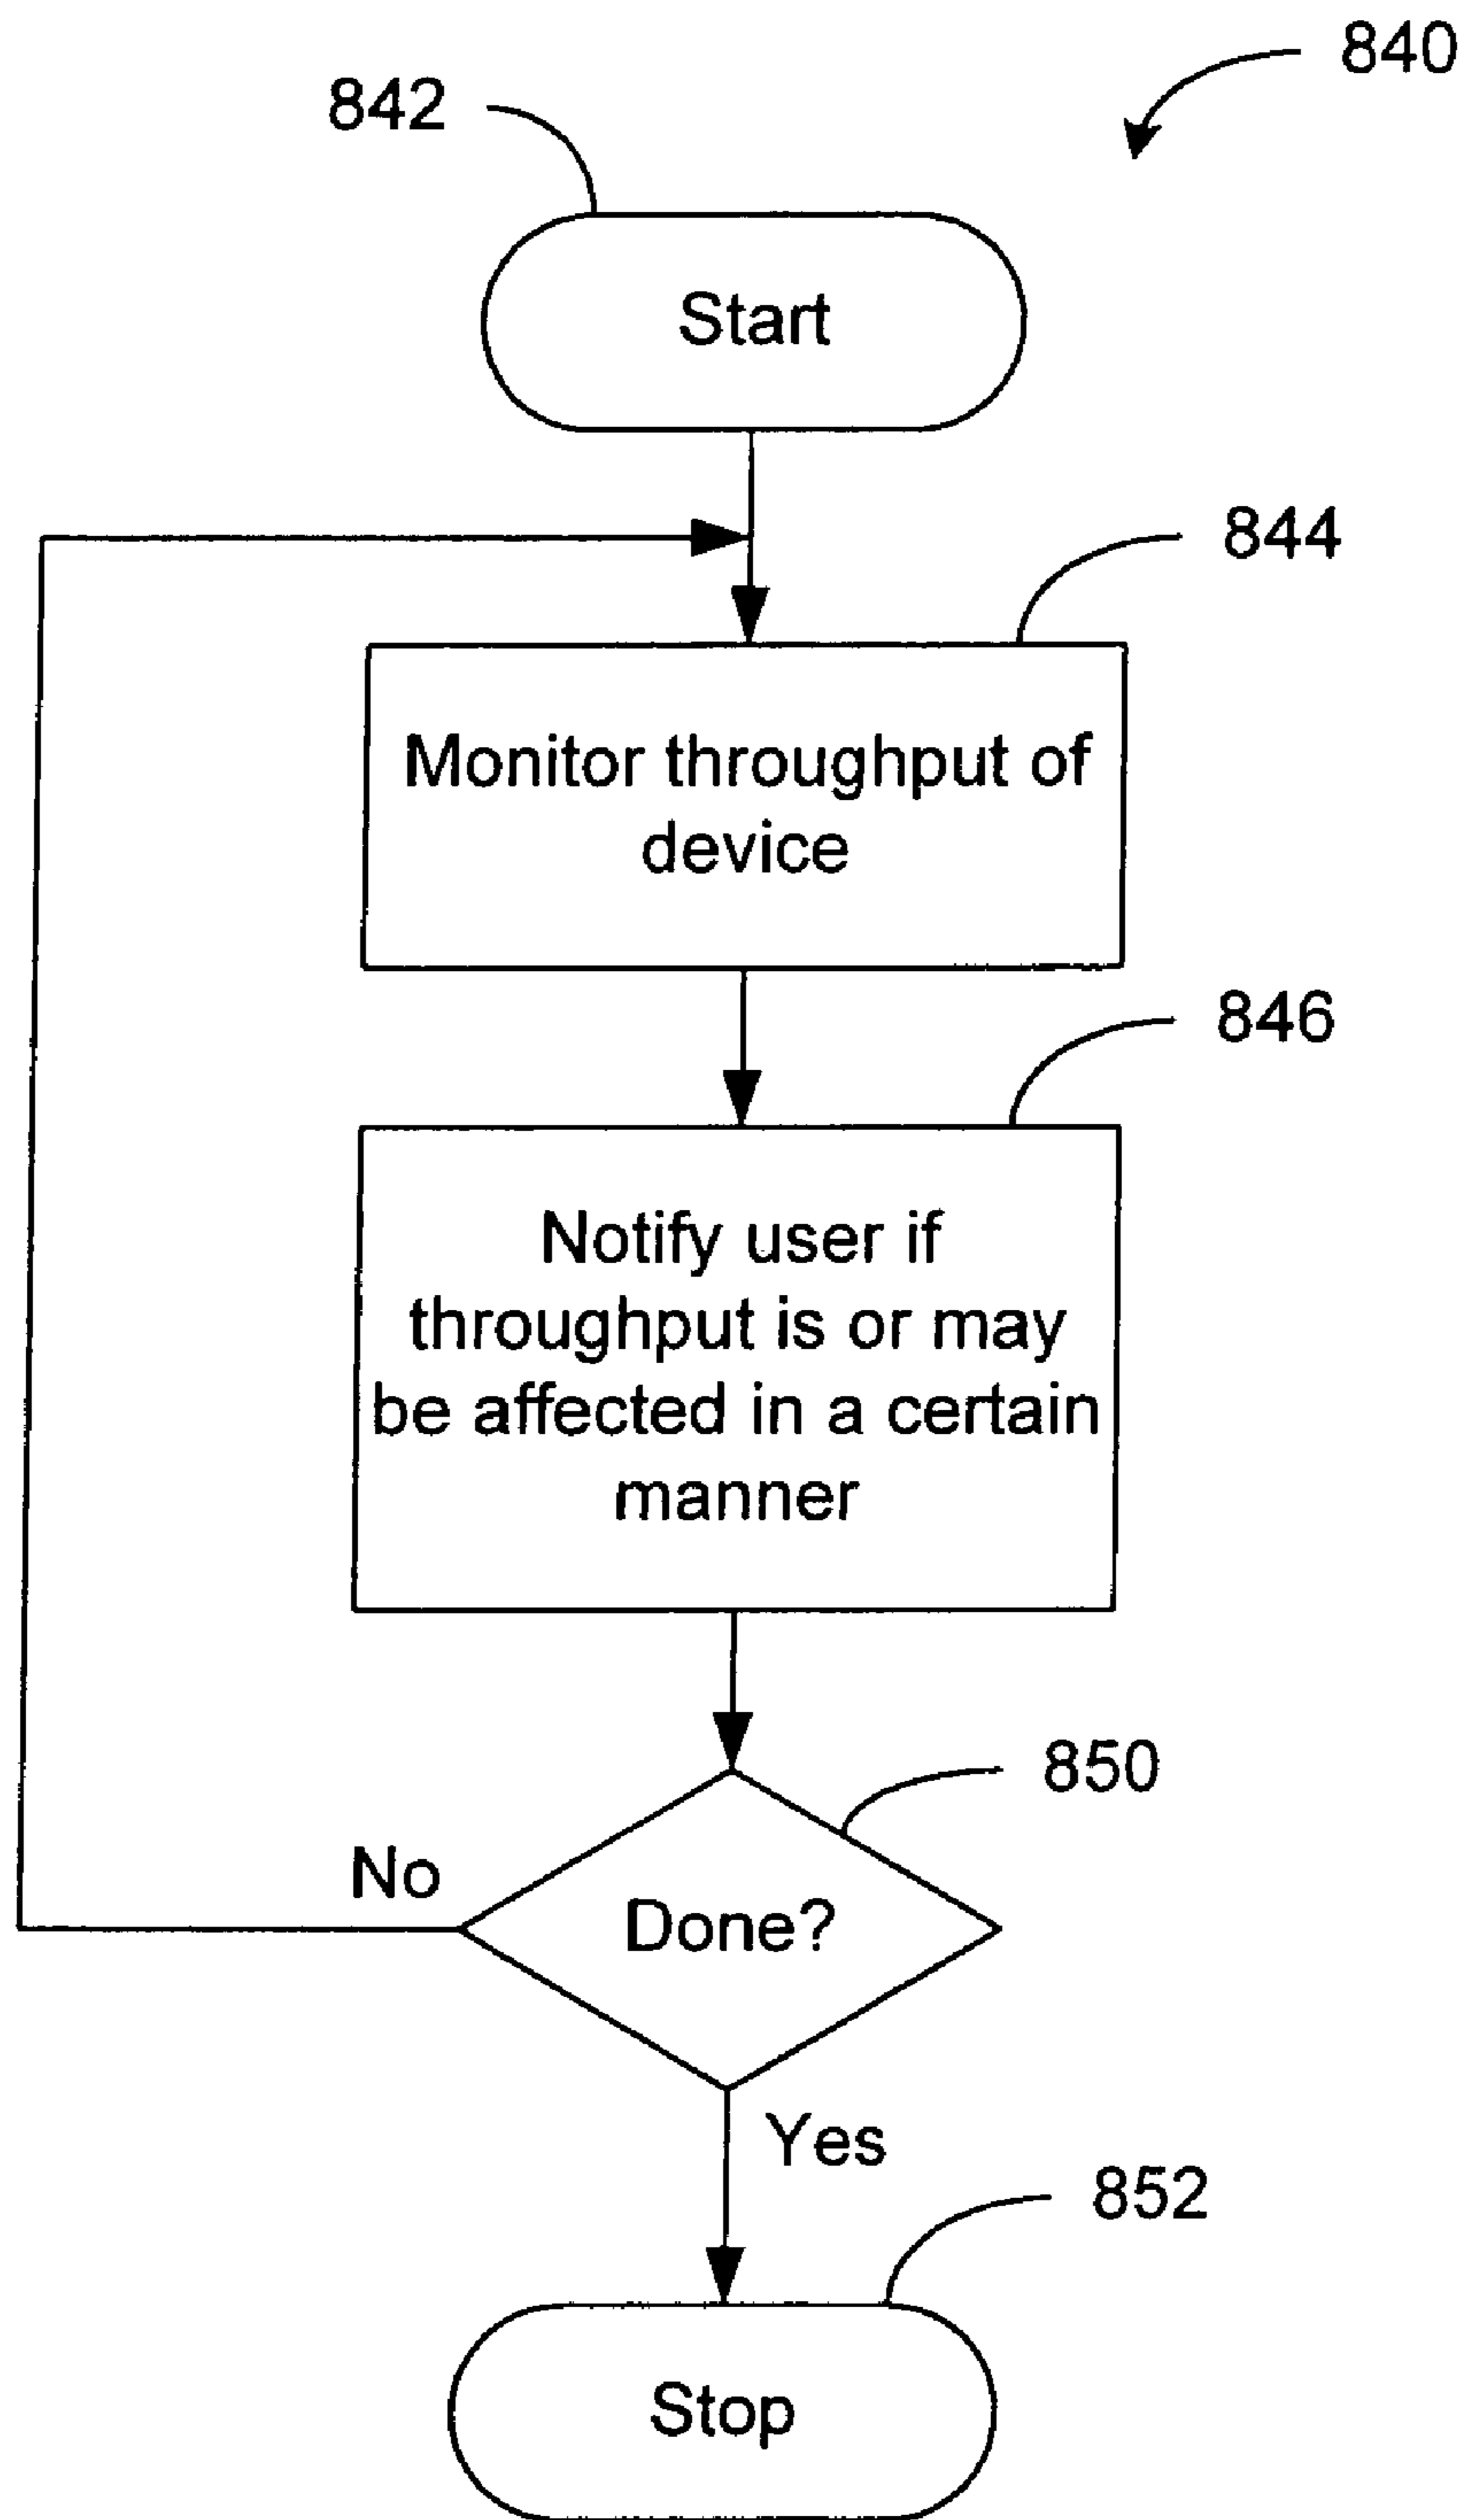 840
842
Start
844
Monitor throughput of
device
846
Notify user if
throughput is or may
be affected in a certain
manner
850
No
Done?
Yes
852
Stop